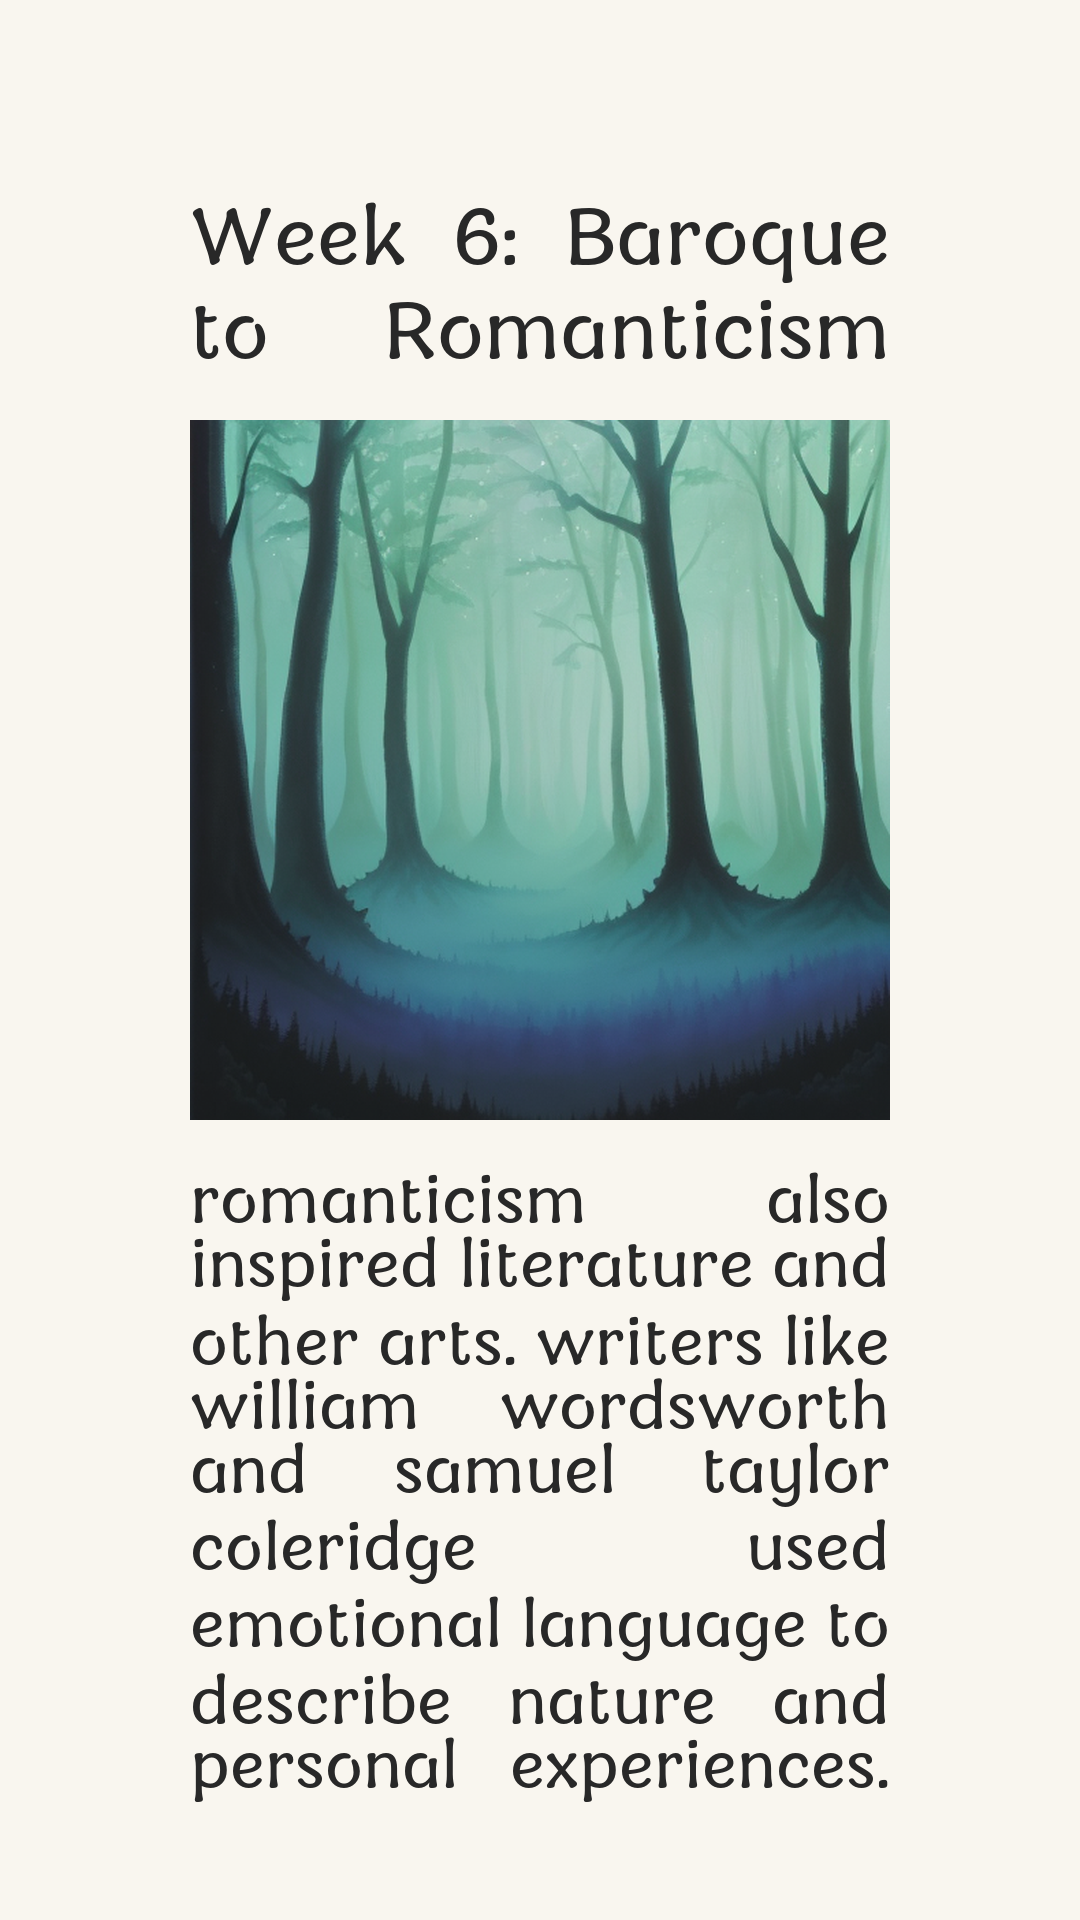 Week 6: Baroque
to Romanticism
romanticism also
inspired literature and
other arts. writers like
william wordsworth
and samuel taylor
coleridge used
emotional language to
describe nature and
personal experiences.